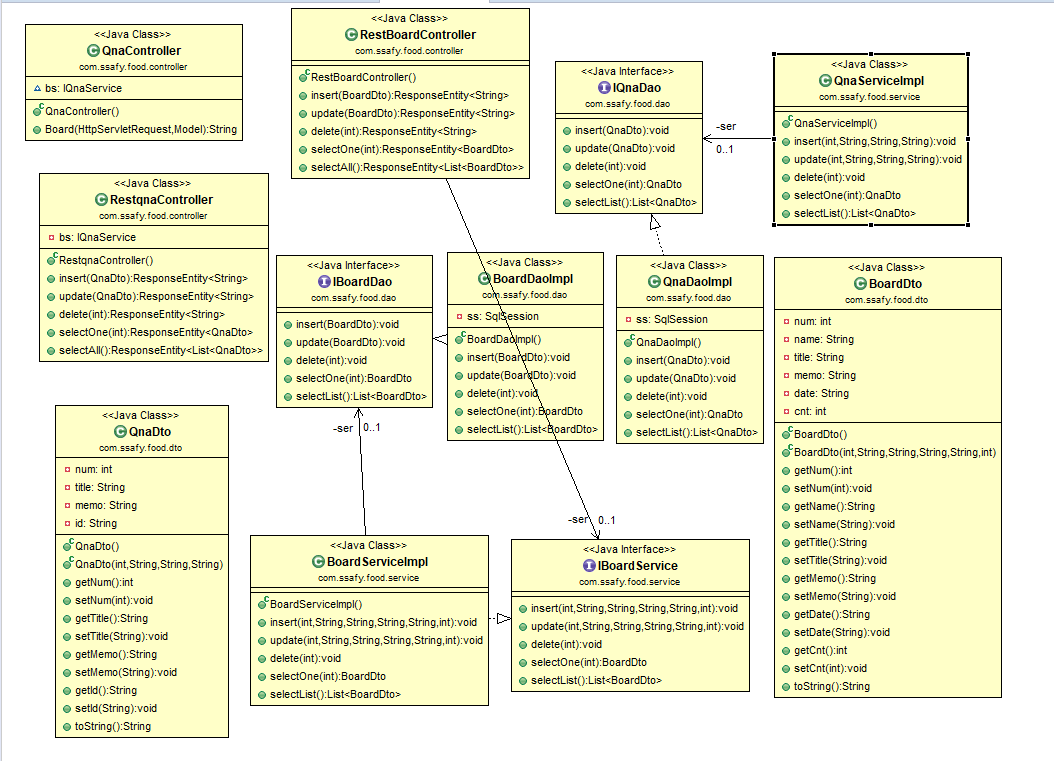 <<Java Class>>
QnaController
com.ssafy.food.controller
bs: IQnaService
QnaController()
Board(HttpServletRequest,Model):String
<<Java Class>>
RestBoardController
com.ssafy.food.controller
RestBoardController()
insert(BoardDto):ResponseEntity<String>
update(BoardDto):ResponseEntity<String>
delete(int):ResponseEntity<String>
selectOne(int):ResponseEntity<BoardDto>
selectAll():ResponseEntity<List<BoardDto>>
<<Java Interface>>
IQnaDao
com.ssafy.food.dao
insert(QnaDto):void
update(QnaDto):void
delete(int):void
selectOne(int):QnaDto
selectList():List<QnaDto>
-ser
0..1
<<Java Class>>
QnaServiceImpl
com.ssafy.food.service
QnaServiceImpl()
insert(int,String,String,String):void
update(int,String,String,String):void
delete(int):void
selectOne(int):QnaDto
selectList():List<QnaDto>
<<Java Class>>
RestqnaController
com.ssafy.food.controller
bs: IQnaService
RestqnaController()
insert(QnaDto):ResponseEntity<String>
update(QnaDto):ResponseEntity<String>
delete(int):ResponseEntity<String>
selectOne(int):ResponseEntity<QnaDto>
selectAll():ResponseEntity<List<QnaDto>>
<<Java Interface>>
IBoardDao
com.ssafy.food.dao
insert(BoardDto):void
update(BoardDto):void
delete(int):void
selectOne(int):BoardDto
selectList():List<BoardDto>
<<Java Class>>
BoardDaoImpl
com.ssafy.food.dao
ss: SqlSession
BoardDaoImpl()
insert(BoardDto):void
update(BoardDto):void
delete(int):void
selectOne(int):BoardDto
selectList():List<BoardDto>
<<Java Class>>
QnaDaoImpl
com.ssafy.food.dao
ss: SqlSession
QnaDaoImpl()
insert(QnaDto):void
update(QnaDto):void
delete(int):void
selectOne(int):QnaDto
selectList():List<QnaDto>
<<Java Class>>
BoardDto
com.ssafy.food.dto
num: int
name: String
title: String
memo: String
date: String
cnt: int
BoardDto()
BoardDto(int,String,String,String,String,int)
getNum():int
setNum(int):void
getName():String
setName(String):void
getTitle():String
setTitle(String):void
getMemo():String
setMemo(String):void
getDate():String
setDate(String):void
getCnt():int
setCnt(int):void
toString():String
<<Java Class>>
QnaDto
com.ssafy.food.dto
num: int
title: String
memo: String
id: String
QnaDto()
QnaDto(int,String,String,String)
getNum():int
setNum(int):void
getTitle():String
setTitle(String):void
getMemo():String
setMemo(String):void
getId():String
setId(String):void
toString():String
-ser
0..1
<<Java Class>>
BoardServiceImpl
com.ssafy.food.service
BoardServiceImpl()
insert(int,String,String,String,String,int):void
update(int,String,String,String,String,int):void
delete(int):void
selectOne(int):BoardDto
selectList():List<BoardDto>
-ser
0..1
<<Java Interface>>
IBoardService
com.ssafy.food.service
insert(int,String,String,String,String,int):void
update(int,String,String,String,String,int):void
delete(int):void
selectOne(int):BoardDto
selectList():List<BoardDto>